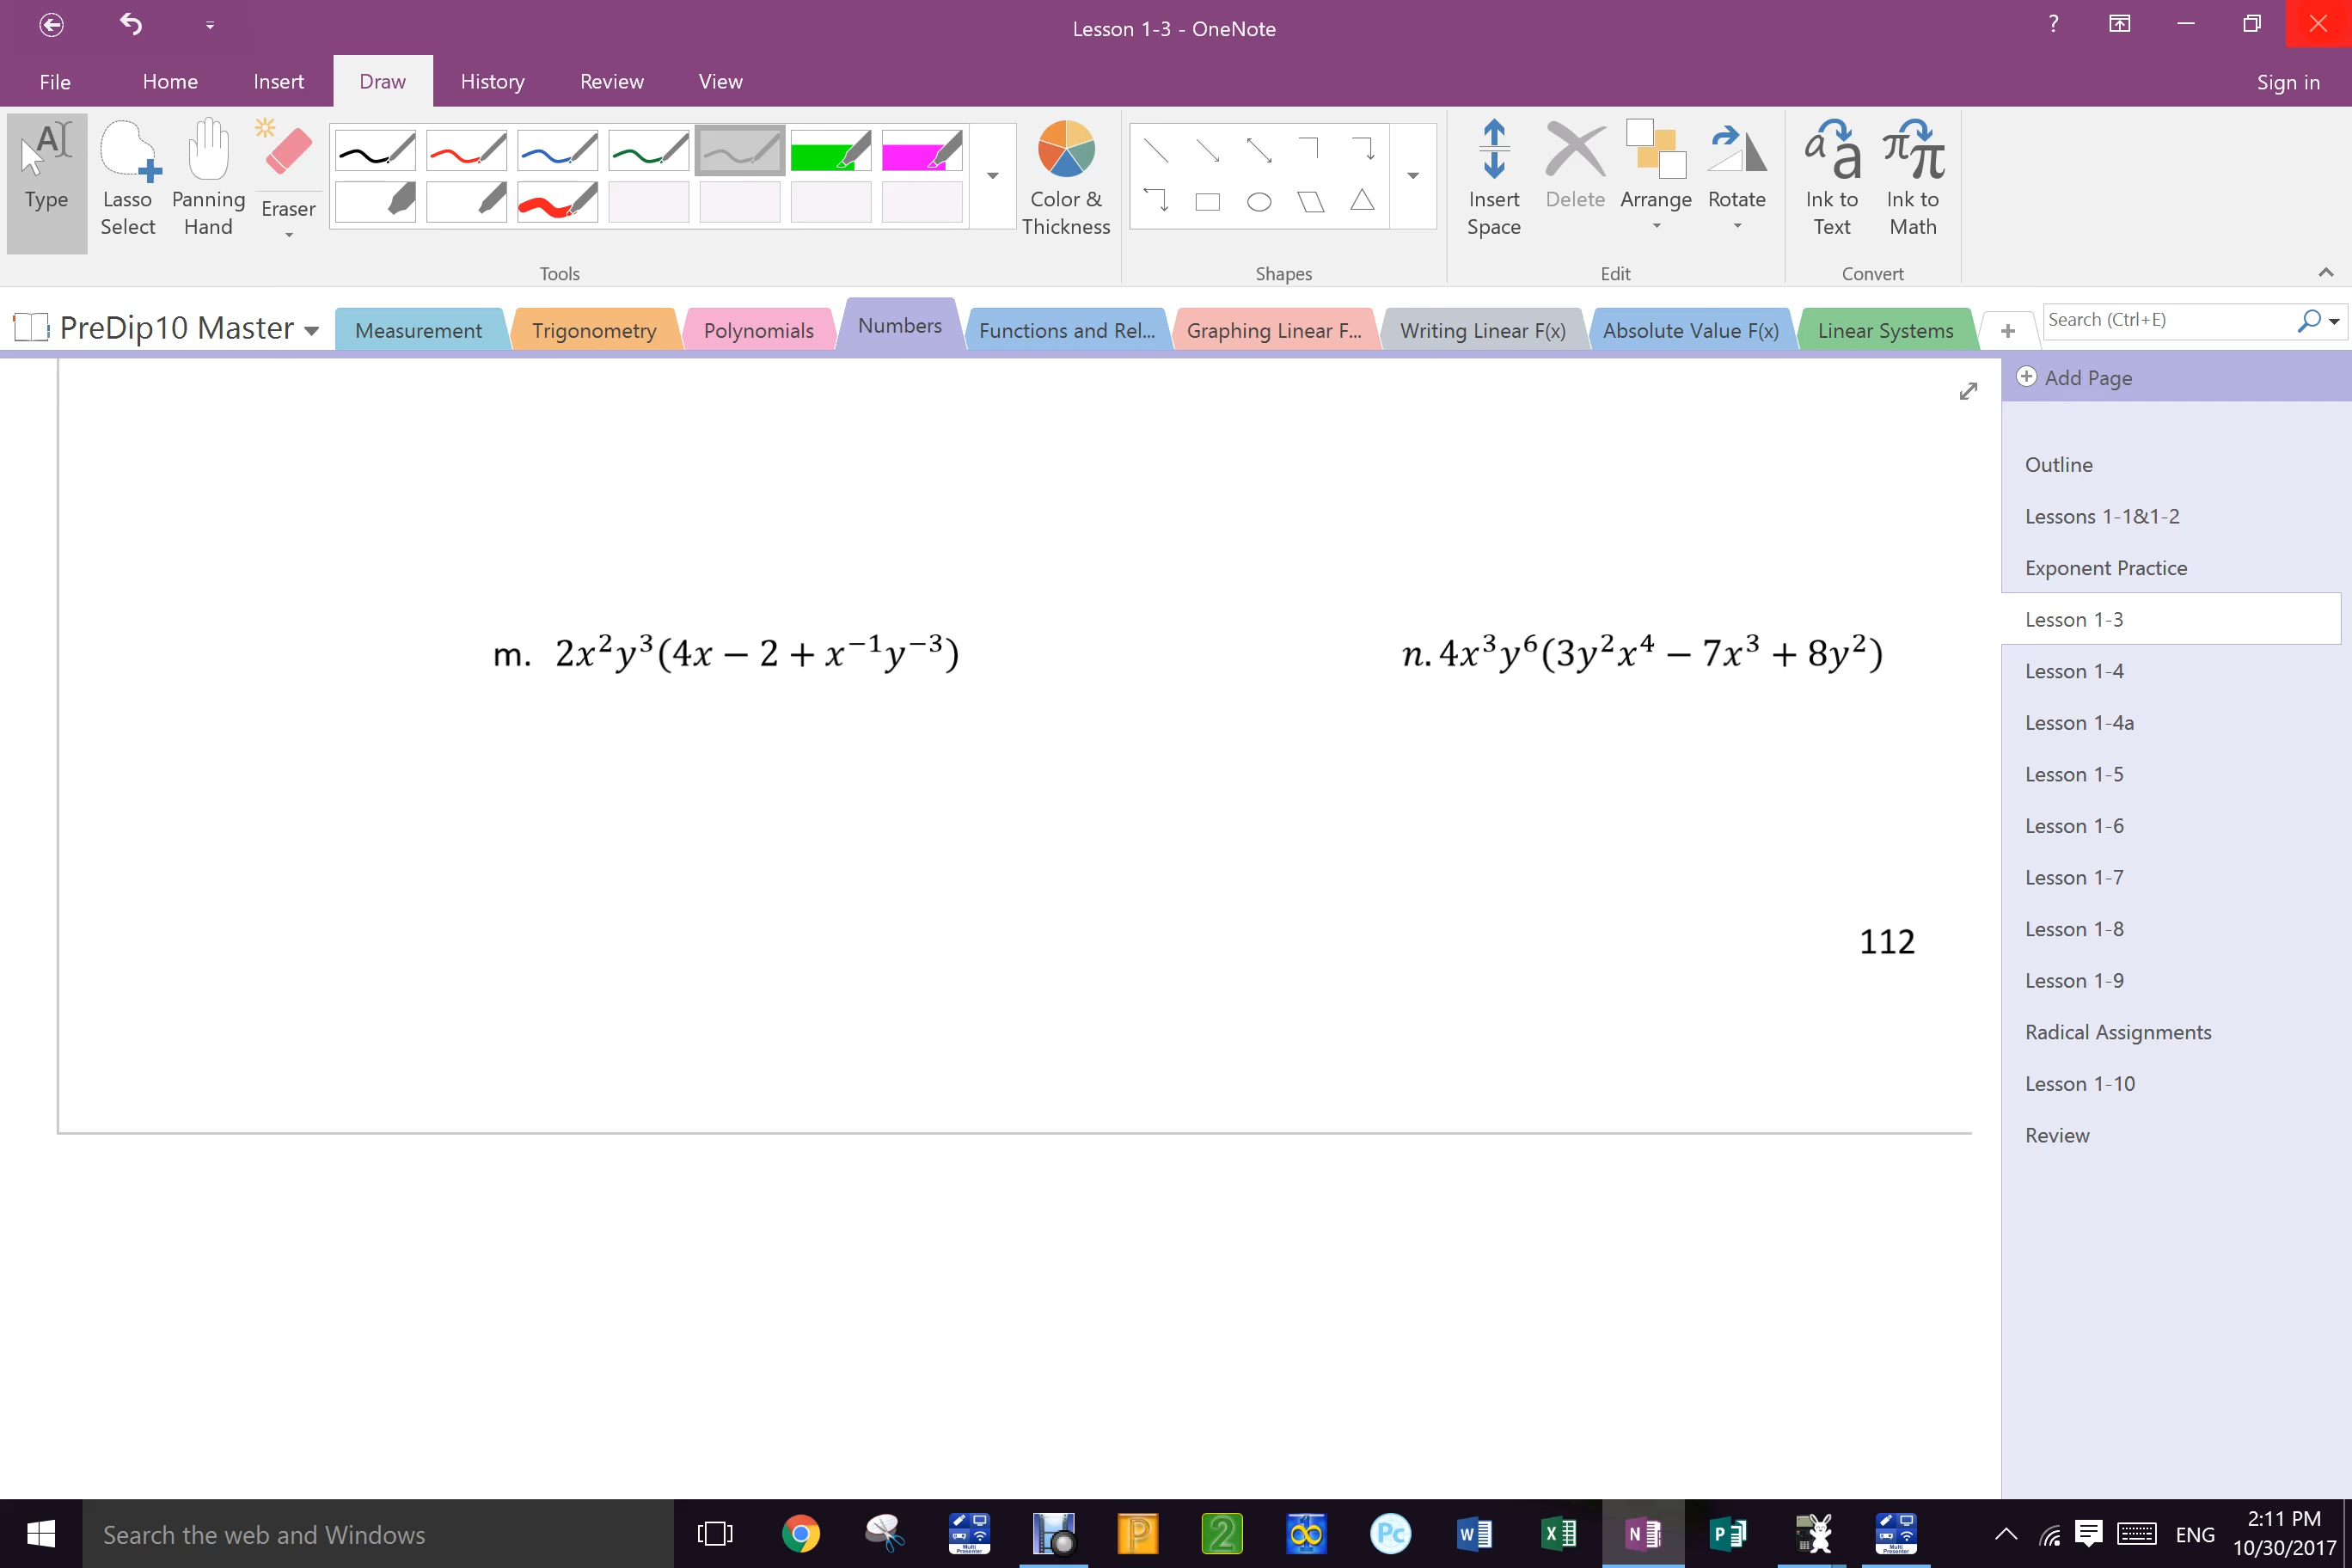 Lesson 1-3 - OneNote
?
File Home Insert Draw History Review View Sign in
Type
Lasso Select
Panning Hand
Eraser
Color & Thickness
Insert Space
Delete
Arrange
Rotate
Ink to Text
Ink to Math
Tools Shapes Edit Convert
PreDip10 Master Measurement Trigonometry Polynomials Numbers Functions and Rel... Graphing Linear F... Writing Linear F(x) Absolute Value F(x) Linear Systems + Search (Ctrl+E)
Add Page
Outline
Lessons 1-1&1-2
Exponent Practice
Lesson 1-3
Lesson 1-4
Lesson 1-4a
Lesson 1-5
Lesson 1-6
Lesson 1-7
Lesson 1-8
Lesson 1-9
Radical Assignments
Lesson 1-10
Review
m. 2x²y³(4x − 2 + x⁻¹y⁻³)
n. 4x³y⁶(3y²x⁴ − 7x³ + 8y²)
112
Search the web and Windows
ENG
2:11 PM
10/30/2017